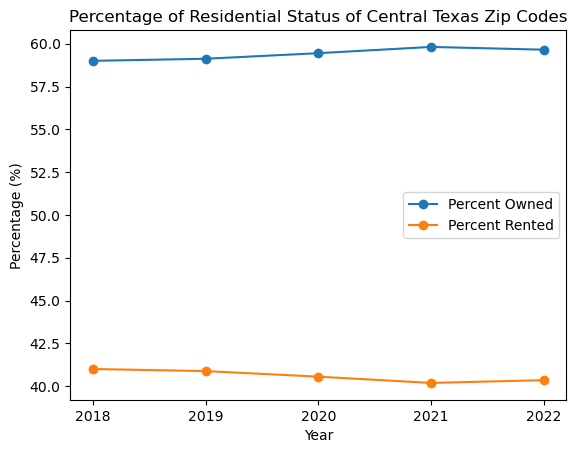 Percentage of Residential Status of Central Texas Zip Codes
60.0
57.5
55.0
52.5
50.0
47.5
45.0
42.5
40.0
Percentage (%)
Percent Owned
Percent Rented
2018 2019 2020 2021 2022
Year